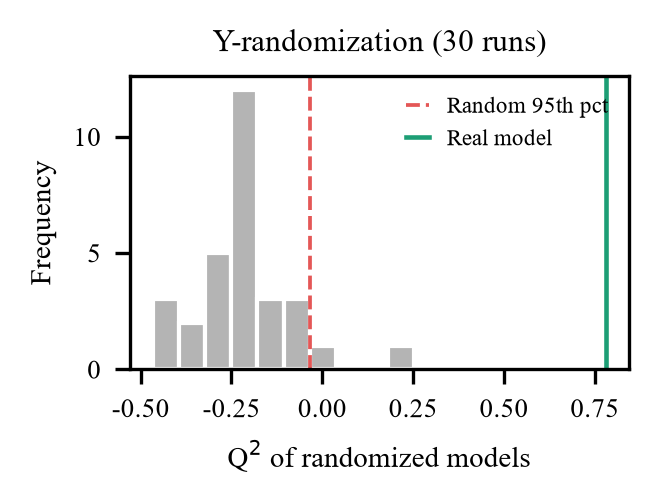 Y-randomization (30 runs)
Random 95th pct
Real model
Frequency
10
5
0
-0.50 -0.25 0.00 0.25 0.50 0.75
Q² of randomized models